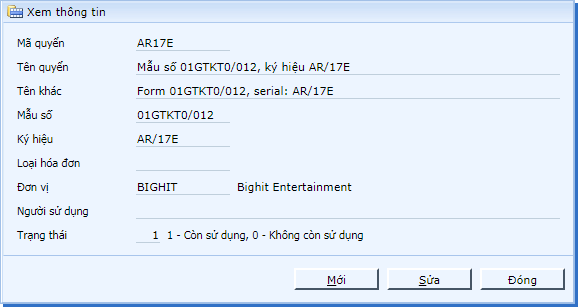 Xem thông tin
Mã quyển AR17E
Tên quyển Mẫu số 01GTKT0/012, ký hiệu AR/17E
Tên khác Form 01GTKT0/012, serial: AR/17E
Mẫu số 01GTKT0/012
Ký hiệu AR/17E
Loại hóa đơn
Đơn vị BIGHIT Bighit Entertainment
Người sử dụng
Trạng thái 1 1 - Còn sử dụng, 0 - Không còn sử dụng
Mới Sửa Đóng